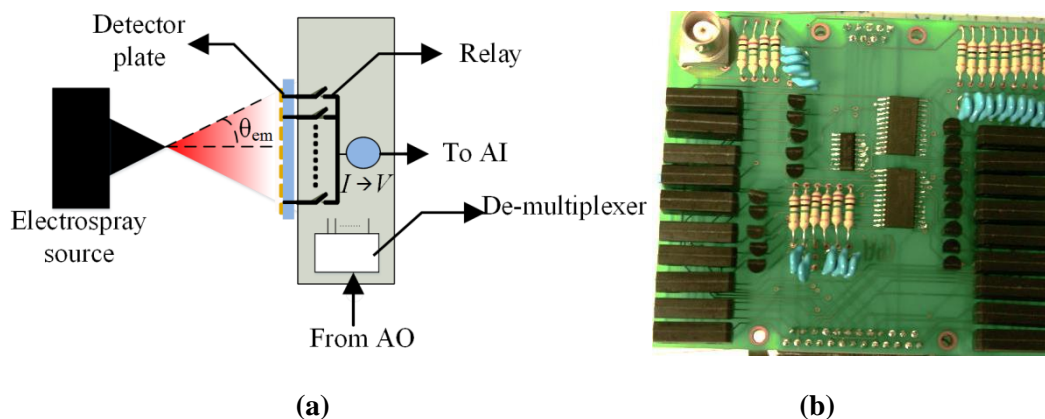 Detector
plate
Relay
θem
To AI
I → V
Electrospray
source
De-multiplexer
From AO
(a)
(b)